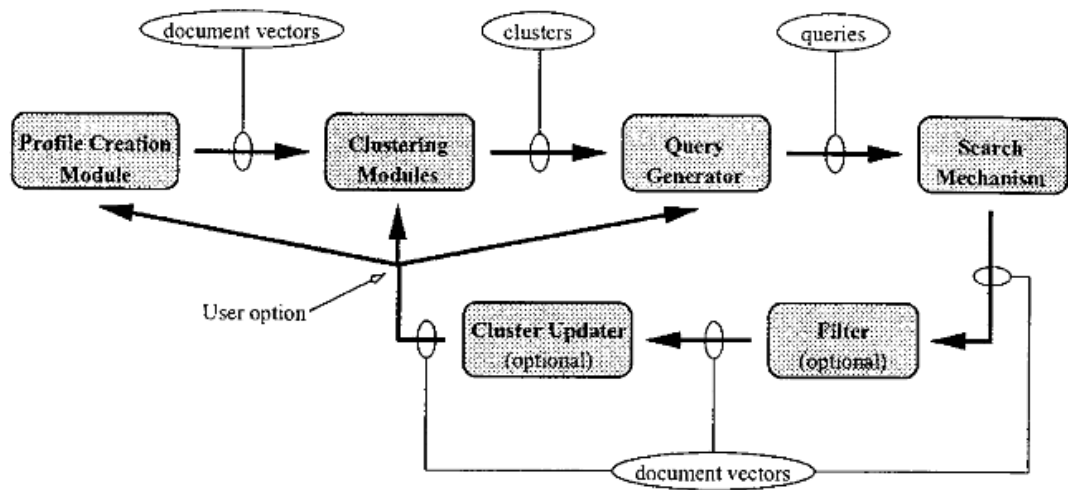 document vectors
clusters
queries
Profile Creation
Module
Clustering
Modules
Query
Generator
Search
Mechanism
User option
Cluster Updater
(optional)
Filter
(optional)
document vectors